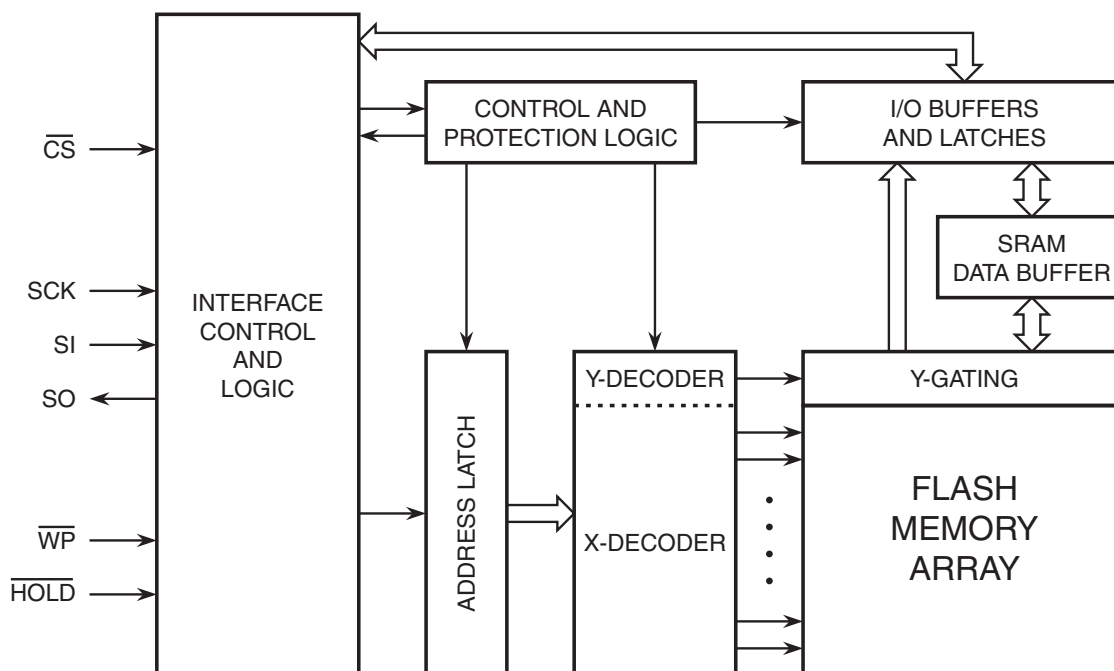 CS
SCK
SI
SO
WP
HOLD
INTERFACE
CONTROL
AND
LOGIC
CONTROL AND
PROTECTION LOGIC
I/O BUFFERS
AND LATCHES
SRAM
DATA BUFFER
ADDRESS LATCH
Y-DECODER
X-DECODER
Y-GATING
FLASH
MEMORY
ARRAY